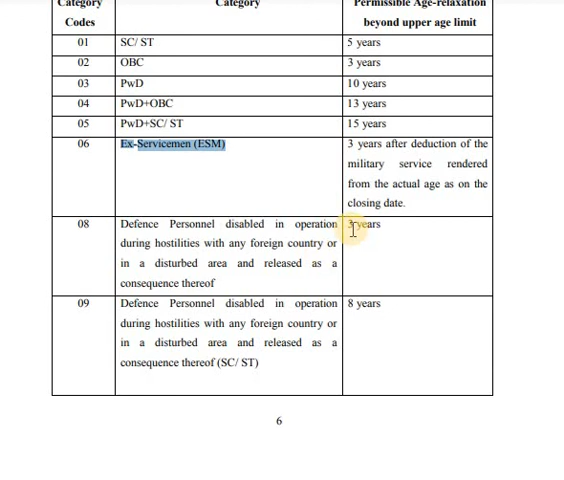 Category Category Permissible Age-relaxation
Codes beyond upper age limit
01 SC/ ST 5 years
02 OBC 3 years
03 PwD 10 years
04 PwD+OBC 13 years
05 PwD+SC/ ST 15 years
06 Ex-Servicemen (ESM) 3 years after deduction of the
military service rendered
from the actual age as on the
closing date.
08 Defence Personnel disabled in operation 3 years
during hostilities with any foreign country or
in a disturbed area and released as a
consequence thereof
09 Defence Personnel disabled in operation 8 years
during hostilities with any foreign country or
in a disturbed area and released as a
consequence thereof (SC/ ST)
6